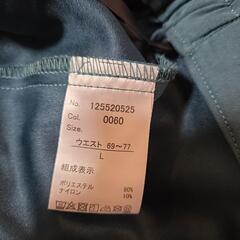 No. 125520525
Col. 0060
Size.
ウエスト 69〜77
L
組成表示
ポリエステル 90%
ナイロン 10%